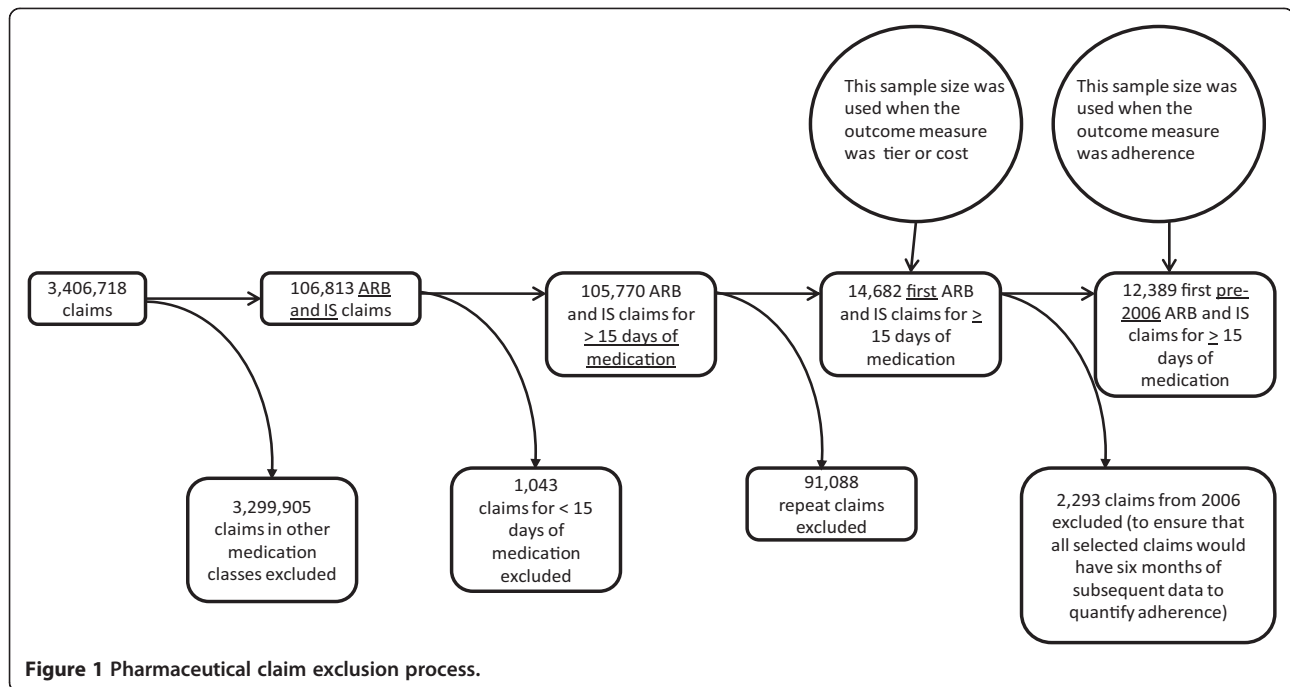 This sample size was
used when the
outcome measure
was tier or cost
This sample size was
used when the
outcome measure
was adherence
3,406,718
claims
106,813 ARB
and IS claims
105,770 ARB
and IS claims for
≥ 15 days of
medication
14,682 first ARB
and IS claims for ≥
15 days of
medication
12,389 first pre-
2006 ARB and IS
claims for ≥ 15
days of
medication
3,299,905
claims in other
medication
classes excluded
1,043
claims for < 15
days of
medication
excluded
91,088
repeat claims
excluded
2,293 claims from 2006
excluded (to ensure that
all selected claims would
have six months of
subsequent data to
quantify adherence)
Figure 1 Pharmaceutical claim exclusion process.